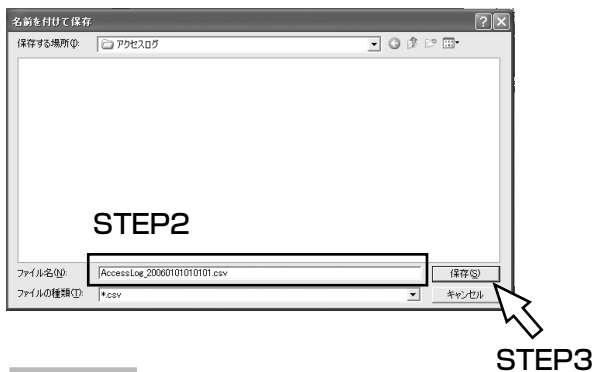 名前を付けて保存
保存する場所(I): アクセスログ
STEP2
ファイル名(N): AccessLog_20060101010101.csv 保存(S)
ファイルの種類(T): *.csv キャンセル
STEP3